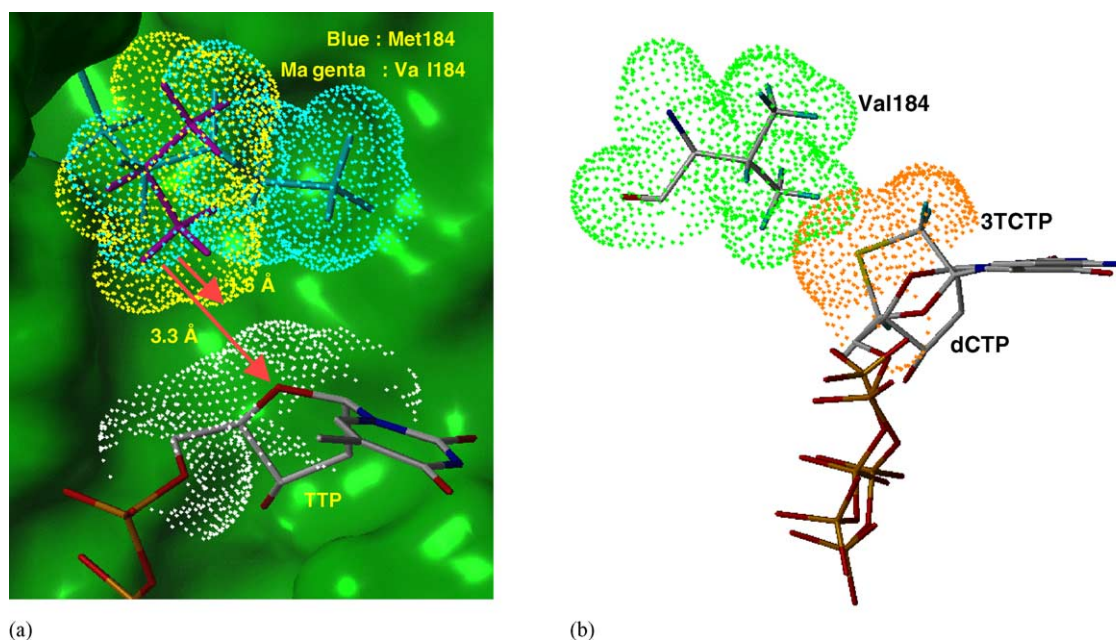 Blue : Met184
Ma genta : Va l184
3.3 Å
TTP
(a)
Val184
3TCTP
dCTP
(b)